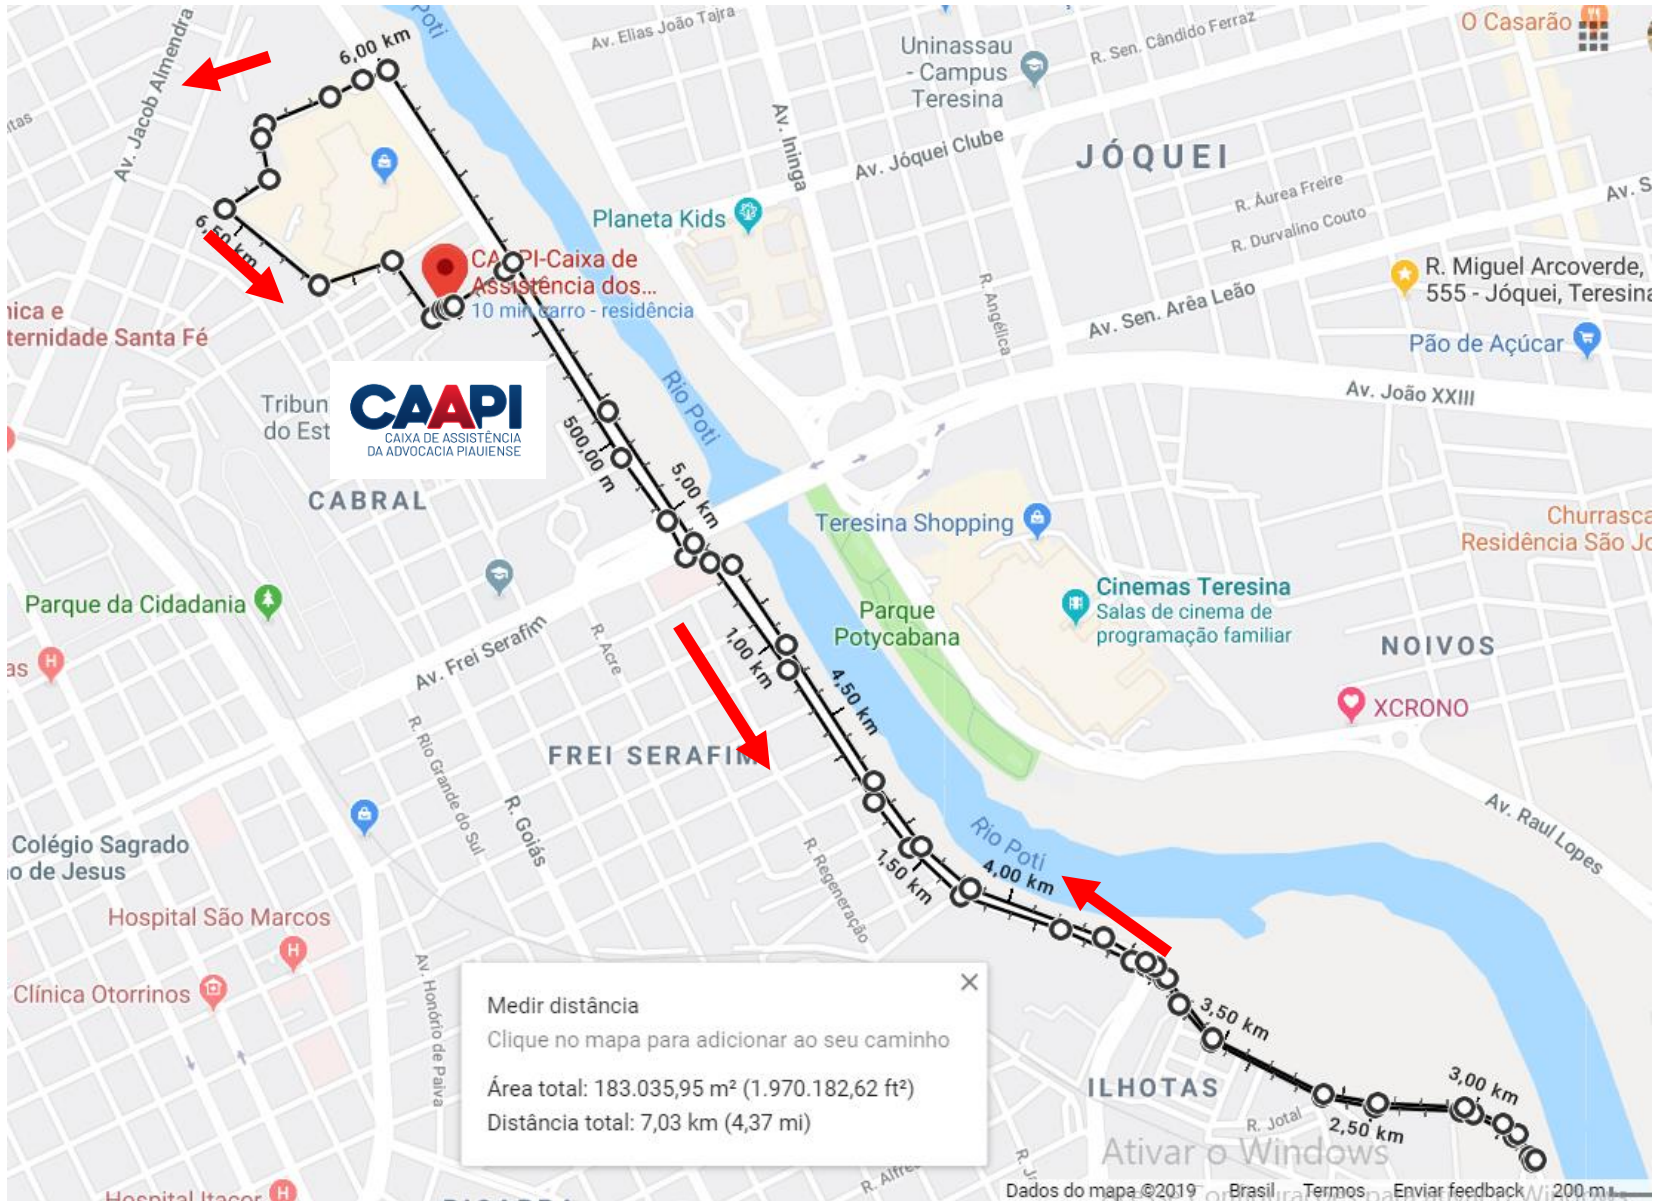 Poti
6,00 km
Av. Elias João Tajra
Uninassau
- Campus
Teresina
R. Sen. Cândido Ferraz
O Casarão
Av. Jacob Almendra
Av. Ininga
Av. Jóquei Clube
JÓQUEI
R. Áurea Freire
Av. S
R. Durvalino Couto
Planeta Kids
6,50 km
CAAPI-Caixa de
Assistência dos...
10 min carro - residência
R. Angélica
Av. Sen. Arêa Leão
R. Miguel Arcoverde,
555 - Jóquei, Teresina
nica e
ternidade Santa Fé
Pão de Açúcar
Rio Poti
Av. João XXIII
Tribun
do Est
CAAPI
CAIXA DE ASSISTÊNCIA
DA ADVOCACIA PIAUIENSE
500,00 m
5,00 km
CABRAL
Teresina Shopping
Churrasca
Residência São Jo
Parque da Cidadania
Cinemas Teresina
Salas de cinema de
programação familiar
Parque
Potycabana
NOIVOS
Av. Frei Serafim
R. Acre
1,00 km
as
4,50 km
XCRONO
R. Rio Grande do Sul
FREI SERAFIM
R. Goiás
Av. Raul Lopes
Colégio Sagrado
o de Jesus
R. Regeneração
1,50 km
Rio Poti
4,00 km
Hospital São Marcos
Clínica Otorrinos
Av. Honório de Paiva
Medir distância
Clique no mapa para adicionar ao seu caminho
Área total: 183.035,95 m² (1.970.182,62 ft²)
Distância total: 7,03 km (4,37 mi)
3,50 km
ILHOTAS
3,00 km
R. Jotal
2,50 km
Ativar o Windows
R. Alfre
Hospital Itacor
Dados do mapa ©2019 Brasil Termos Enviar feedback 200 m